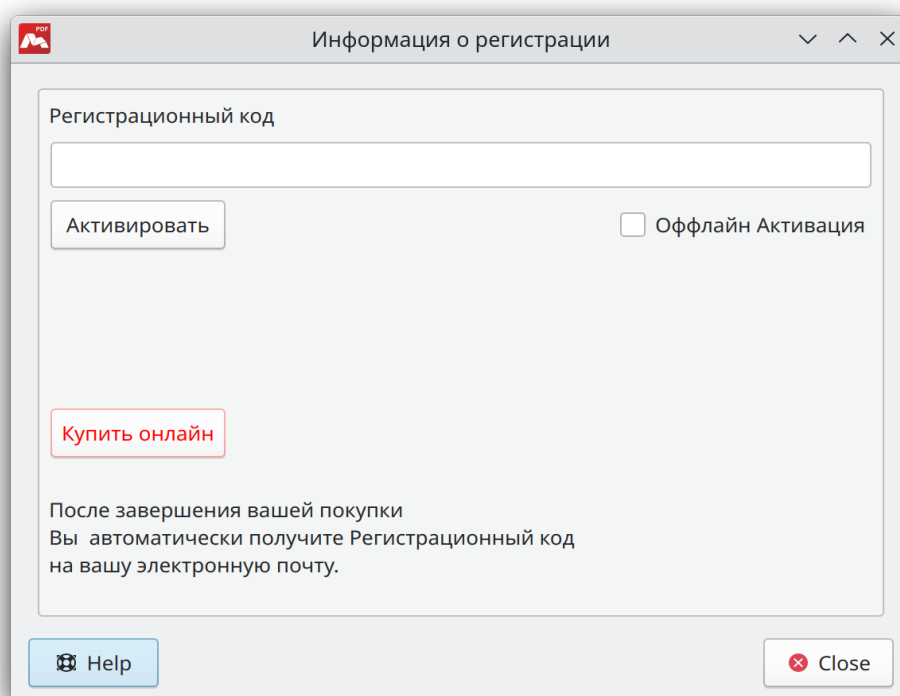 PDF
Информация о регистрации
Регистрационный код
Активировать
Оффлайн Активация
Купить онлайн
После завершения вашей покупки
Вы  автоматически получите Регистрационный код
на вашу электронную почту.
Help
Close